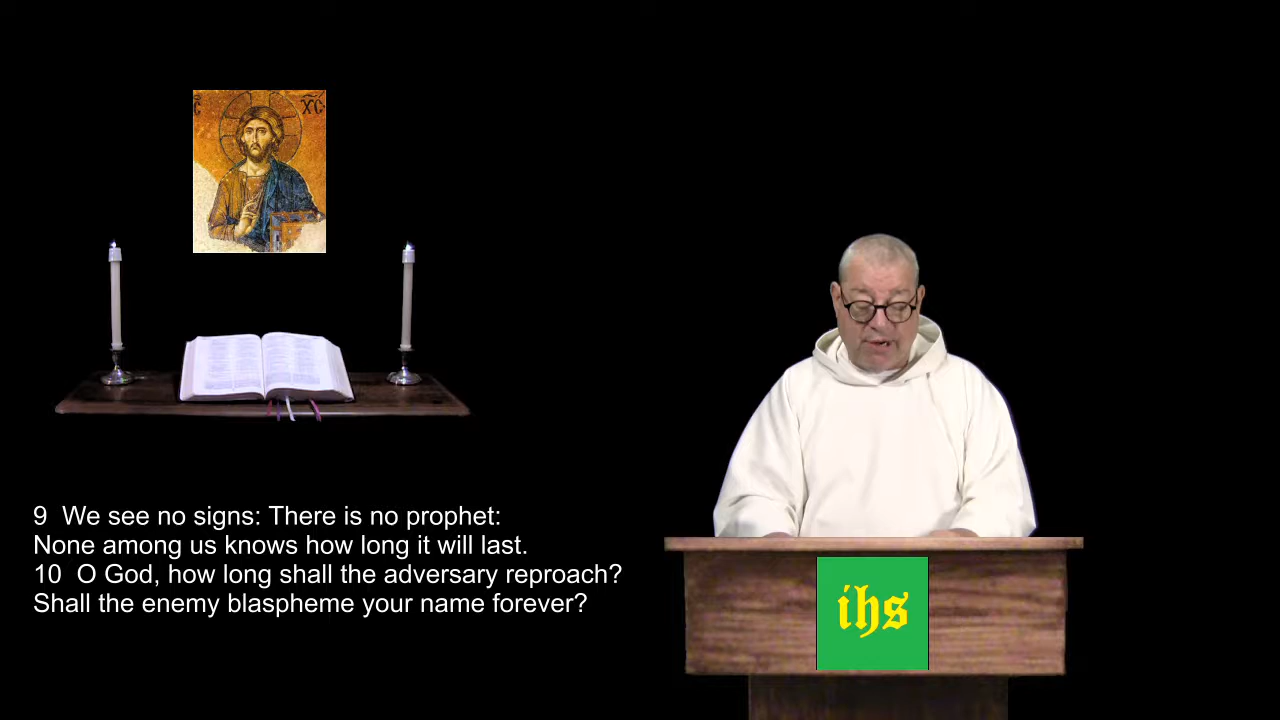 XC
9 We see no signs: There is no prophet:
None among us knows how long it will last.
10 O God, how long shall the adversary reproach?
Shall the enemy blaspheme your name forever?
ihs